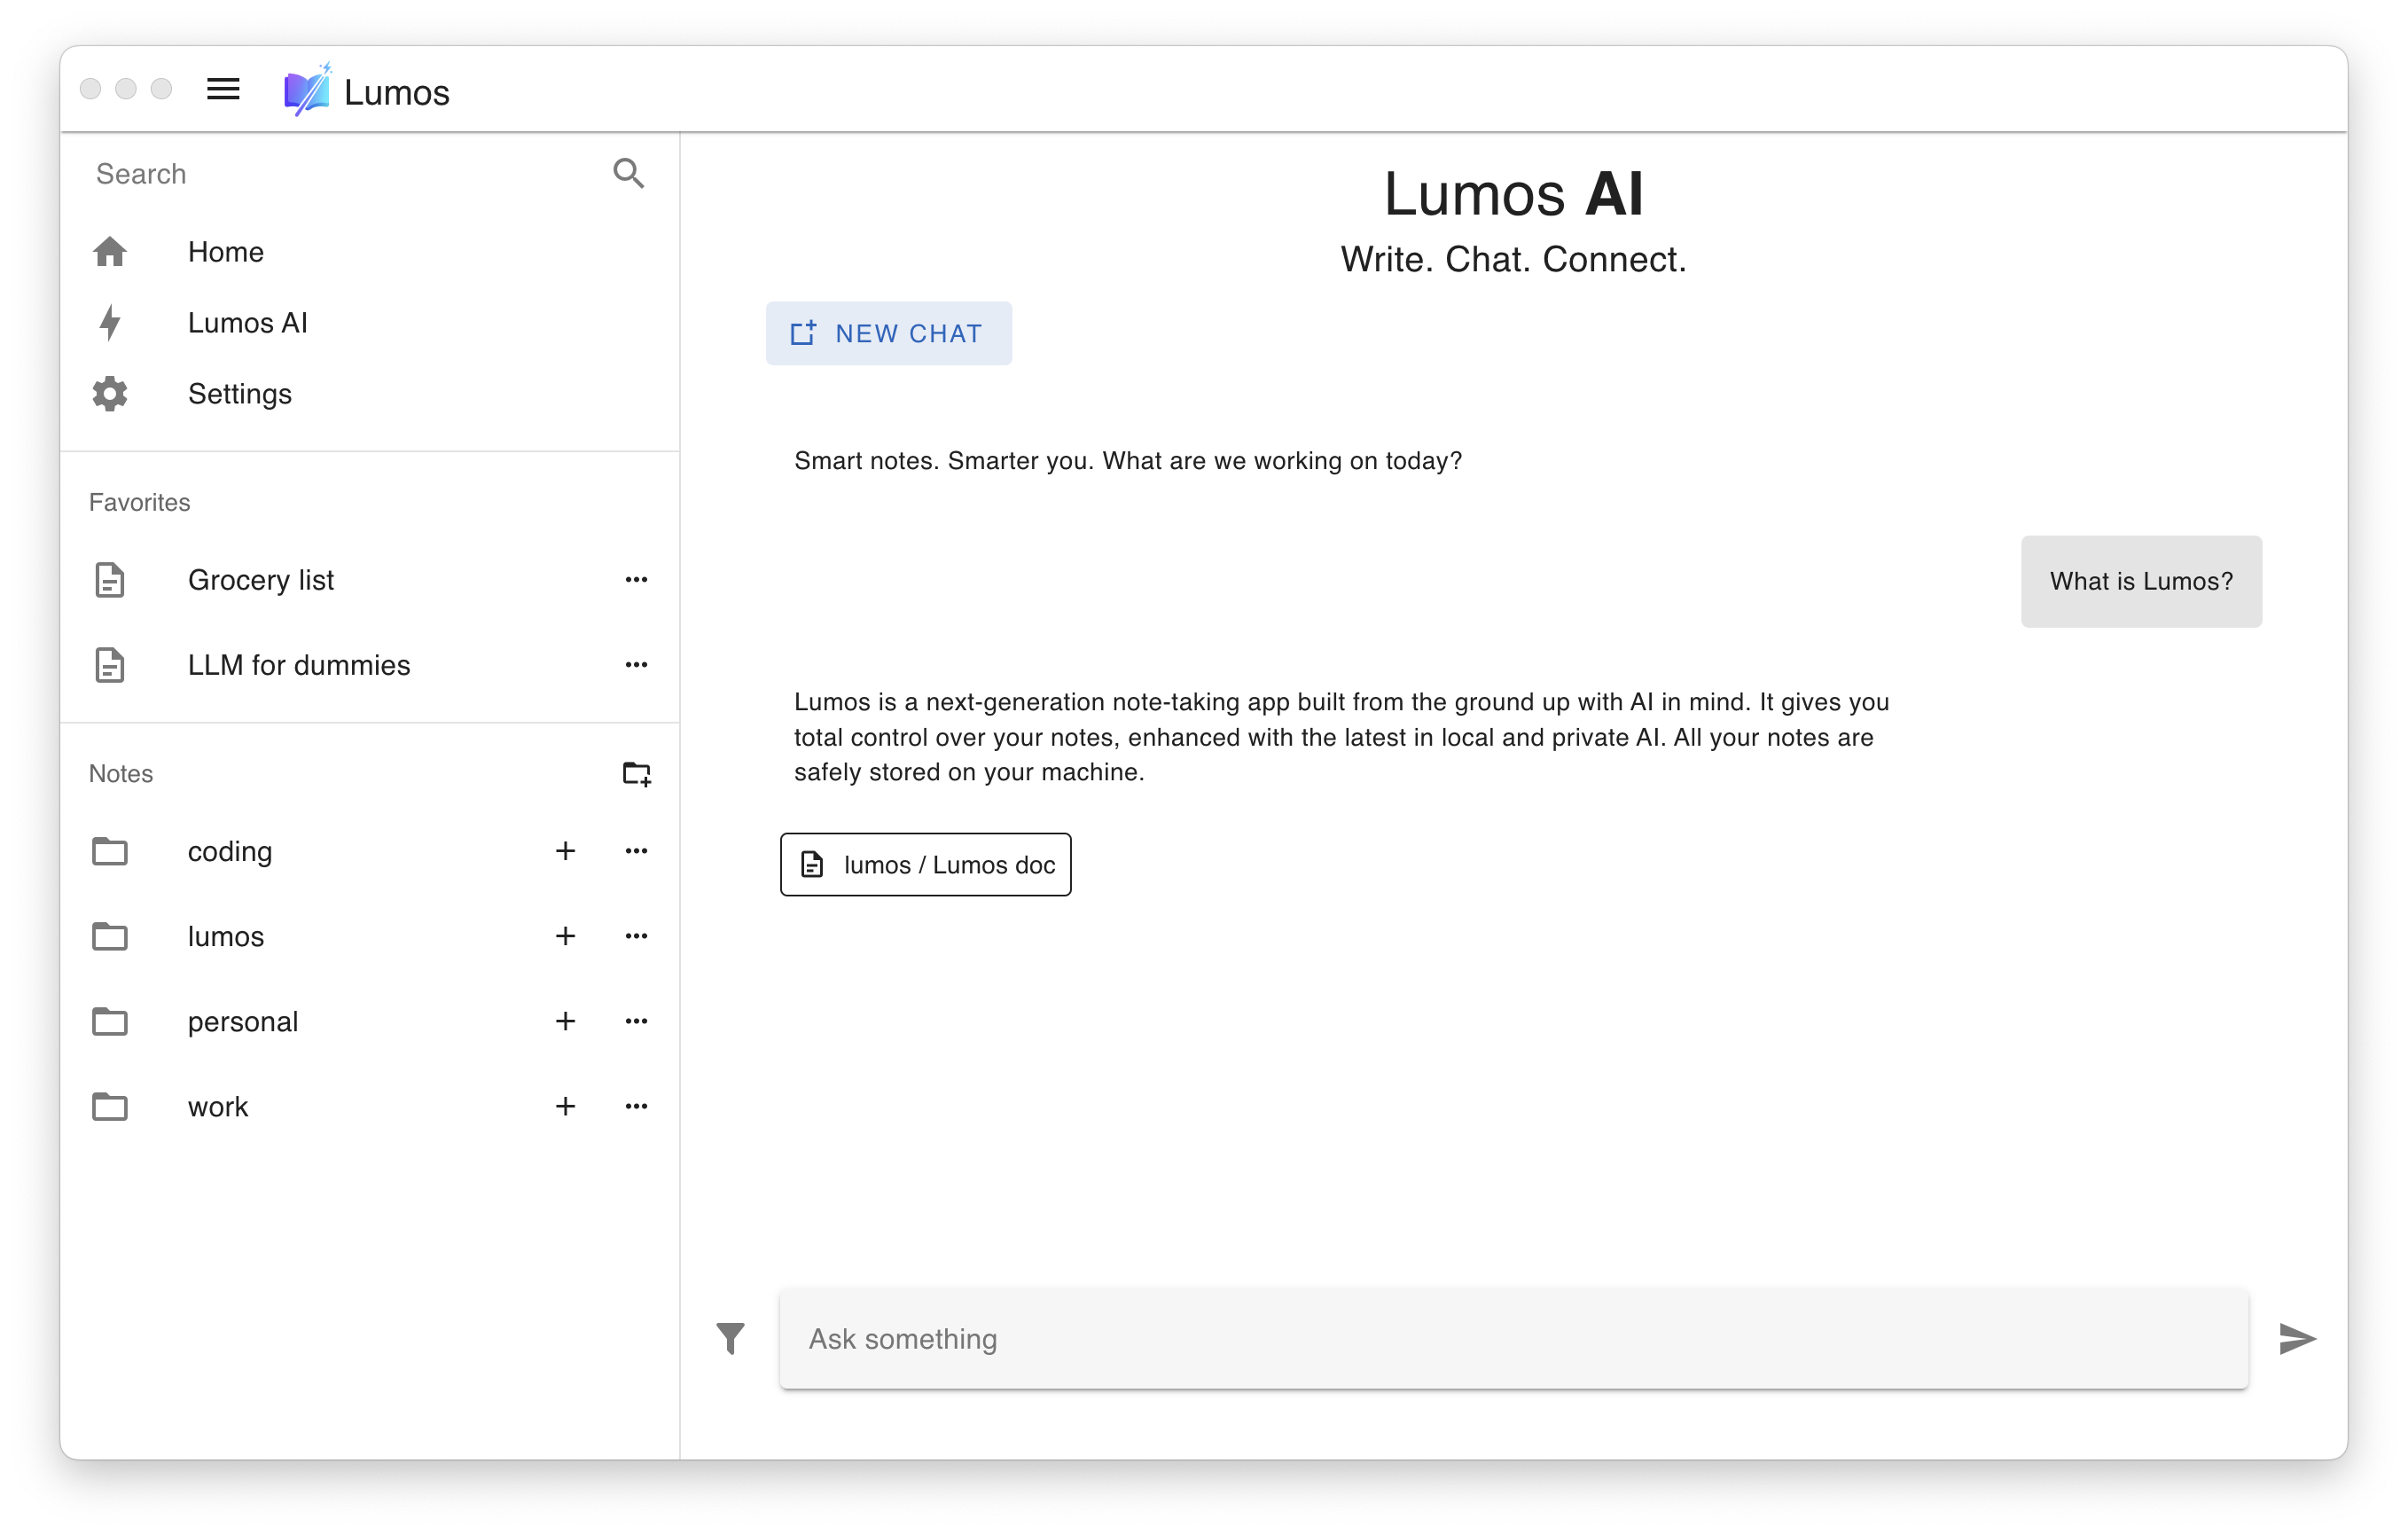 Lumos
Search
Home
Lumos AI
Settings
Favorites
Grocery list
LLM for dummies
Notes
coding
lumos
personal
work
Lumos AI
Write. Chat. Connect.
NEW CHAT
Smart notes. Smarter you. What are we working on today?
What is Lumos?
Lumos is a next-generation note-taking app built from the ground up with AI in mind. It gives you
total control over your notes, enhanced with the latest in local and private AI. All your notes are
safely stored on your machine.
lumos / Lumos doc
Ask something